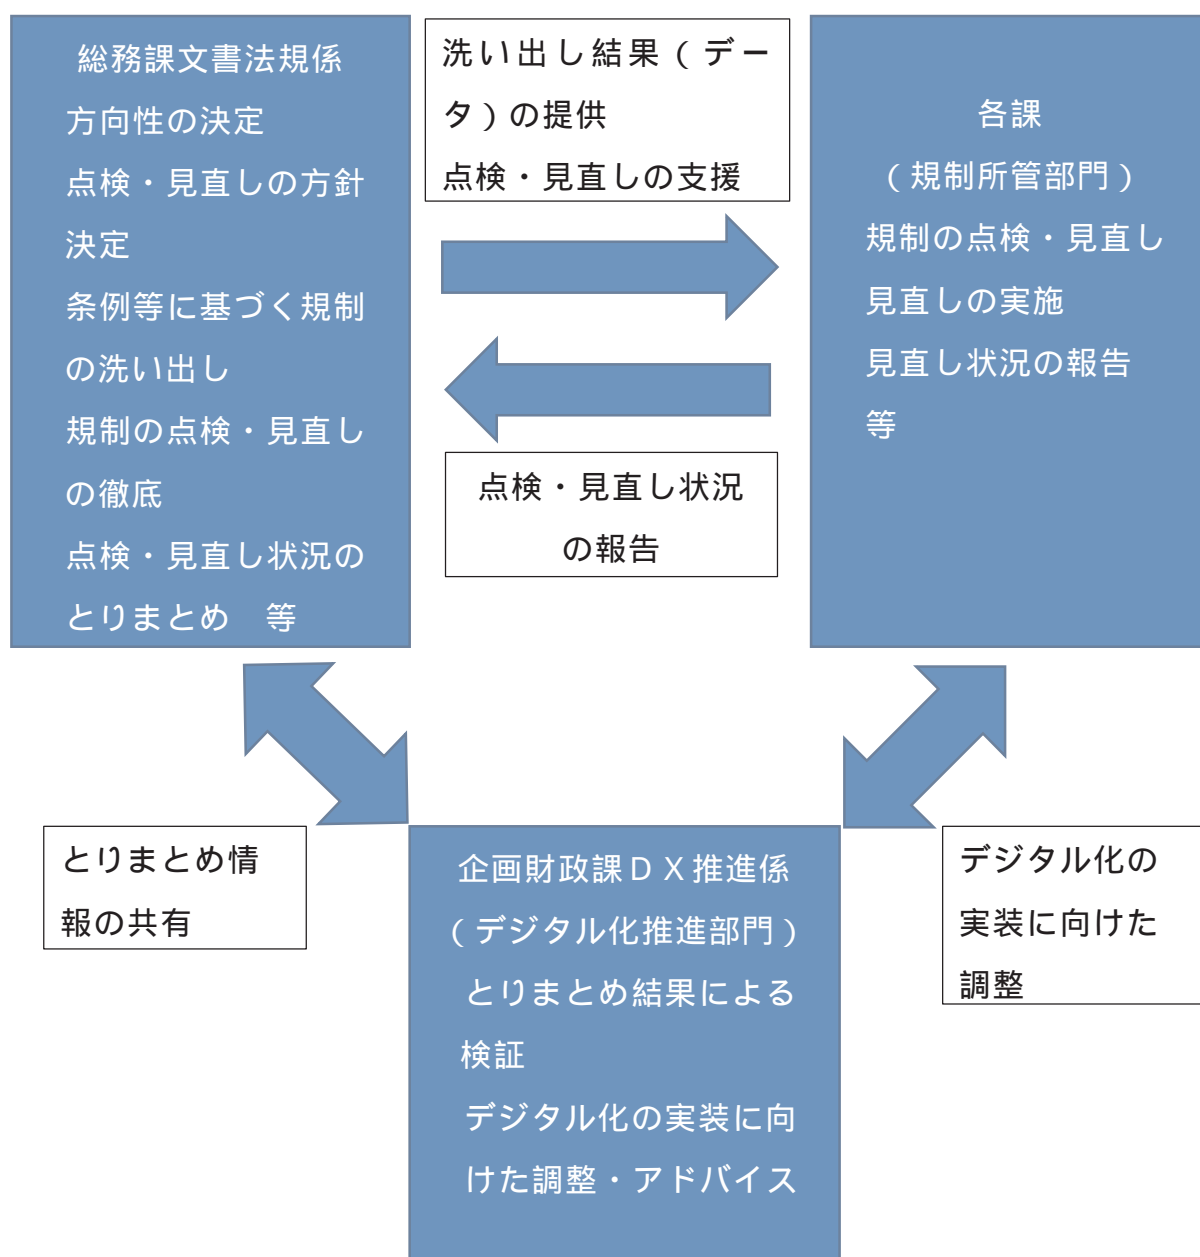 総務課文書法規係
方向性の決定
点検・見直しの方針
決定
条例等に基づく規制
の洗い出し
規制の点検・見直し
の徹底
点検・見直し状況の
とりまとめ　等
洗い出し結果（デー
タ）の提供
点検・見直しの支援
点検・見直し状況
の報告
各課
（規制所管部門）
規制の点検・見直し
見直しの実施
見直し状況の報告
等
とりまとめ情
報の共有
企画財政課ＤＸ推進係
（デジタル化推進部門）
とりまとめ結果による
検証
デジタル化の実装に向
けた調整・アドバイス
デジタル化の
実装に向けた
調整